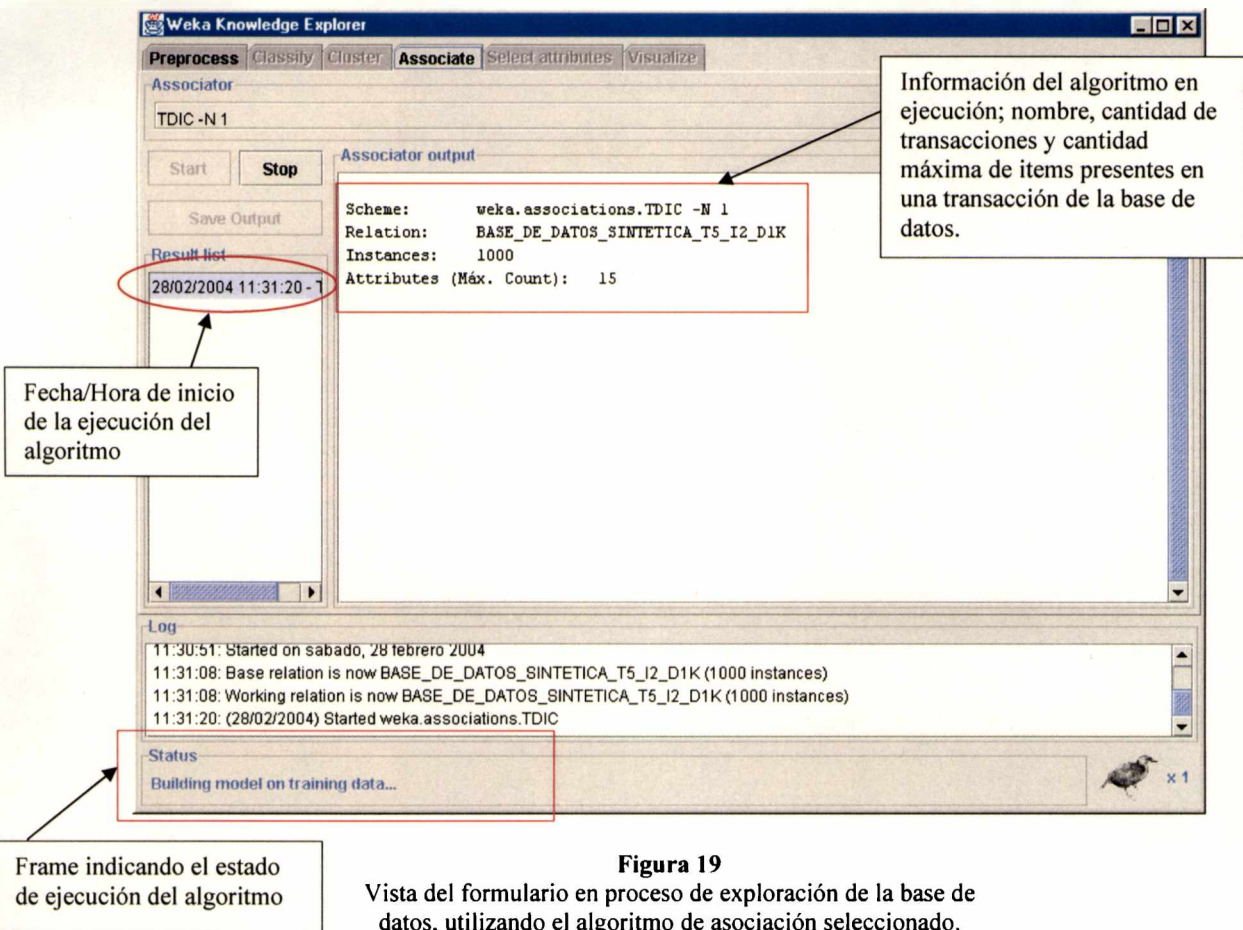 Weka Knowledge Explorer
Preprocess Classify Cluster Associate Select attributes Visualize
Associator
TDIC -N 1
Información del algoritmo en
ejecución; nombre, cantidad de
transacciones y cantidad
máxima de items presentes en
una transacción de la base de
datos.
Start Stop
Save Output
Associator output
Scheme: weka.associations.TDIC -N 1
Relation: BASE_DE_DATOS_SINTETICA_T5_I2_D1K
Instances: 1000
Attributes (Máx. Count): 15
Result list
28/02/2004 11:31:20 - T
Fecha/Hora de inicio
de la ejecución del
algoritmo
Log
11:30:51: Started on sábado, 28 febrero 2004
11:31:08: Base relation is now BASE_DE_DATOS_SINTETICA_T5_I2_D1K (1000 instances)
11:31:08: Working relation is now BASE_DE_DATOS_SINTETICA_T5_I2_D1K (1000 instances)
11:31:20: (28/02/2004) Started weka.associations.TDIC
Status
Building model on training data...
x 1
Frame indicando el estado
de ejecución del algoritmo
Figura 19
Vista del formulario en proceso de exploración de la base de
datos, utilizando el algoritmo de asociación seleccionado.